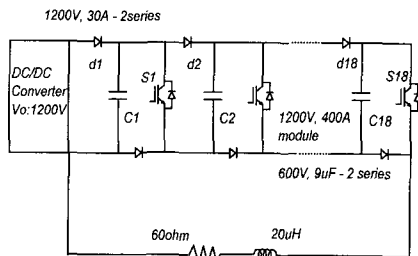 1200V, 30A - 2series
d1
d2
d18
DC/DC
Converter
Vo:1200V
S1
S18
C1
C2
1200V, 400A
module
C18
600V, 9uF - 2 series
60ohm
20uH